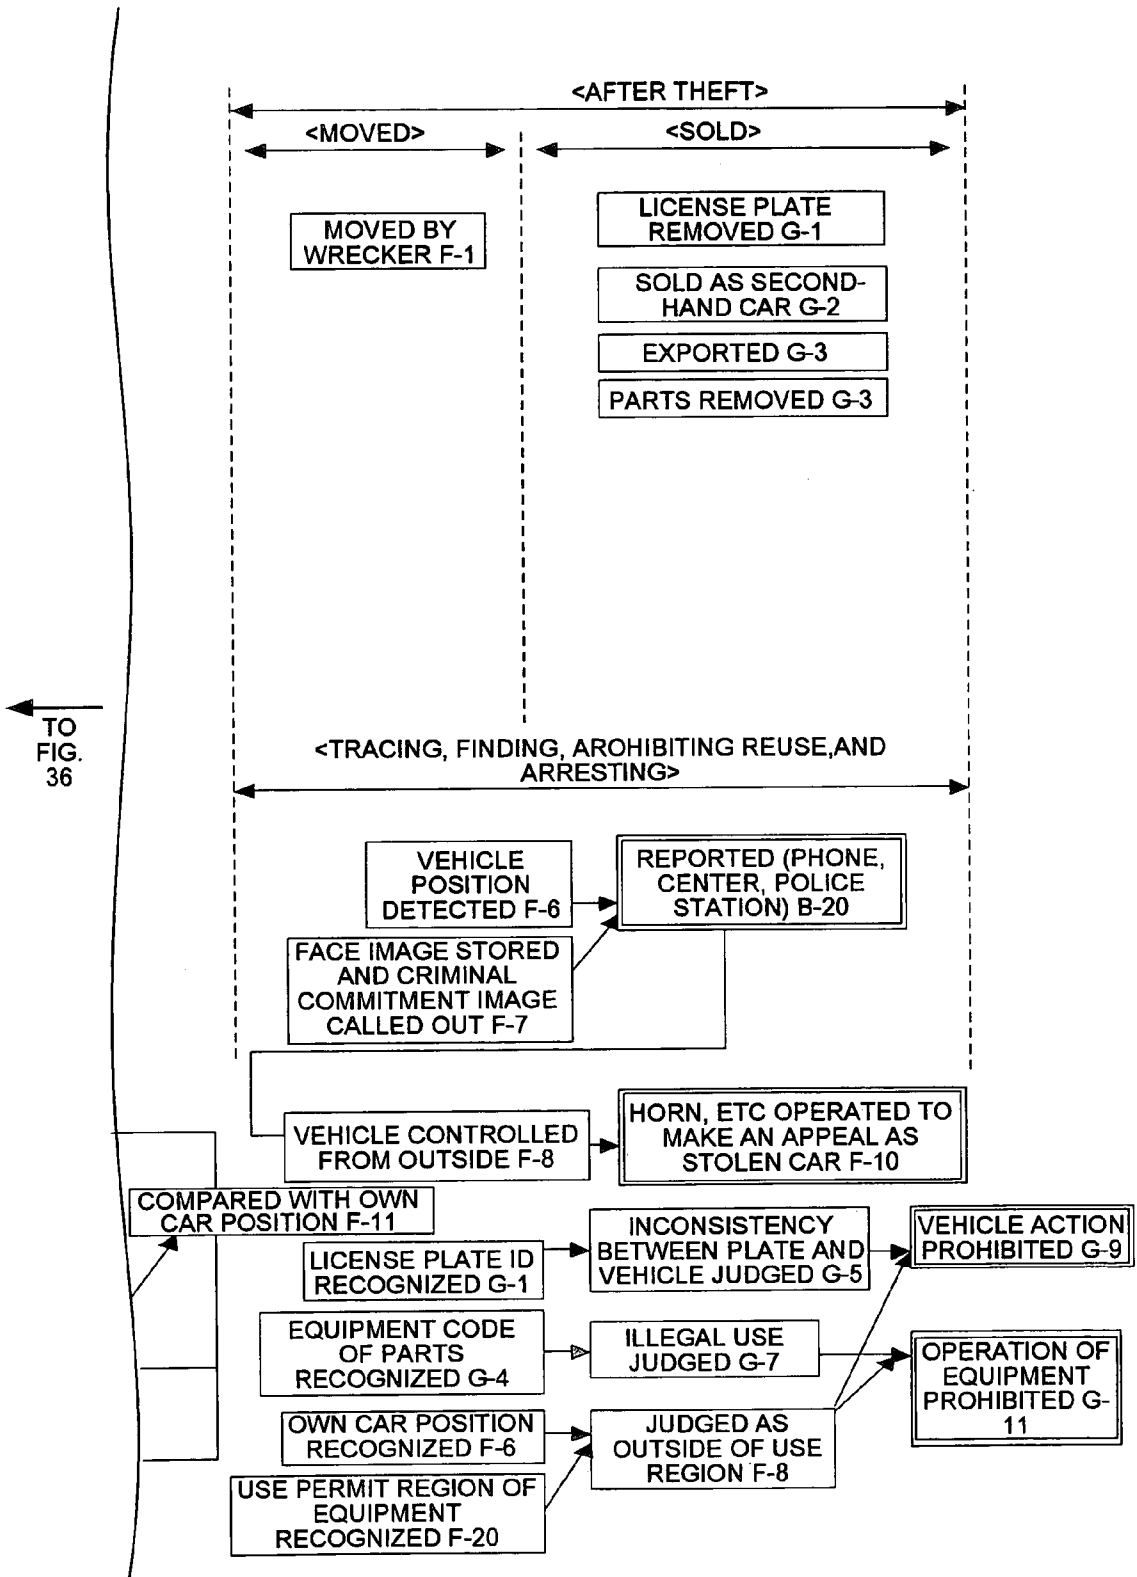 <AFTER THEFT>
<MOVED>
<SOLD>
MOVED BY
WRECKER F-1
LICENSE PLATE
REMOVED G-1
SOLD AS SECOND-
HAND CAR G-2
EXPORTED G-3
PARTS REMOVED G-3
TO
FIG.
36
<TRACING, FINDING, AROHIBITING REUSE,AND
ARRESTING>
VEHICLE
POSITION
DETECTED F-6
REPORTED (PHONE,
CENTER, POLICE
STATION) B-20
FACE IMAGE STORED
AND CRIMINAL
COMMITMENT IMAGE
CALLED OUT F-7
VEHICLE CONTROLLED
FROM OUTSIDE F-8
HORN, ETC OPERATED TO
MAKE AN APPEAL AS
STOLEN CAR F-10
COMPARED WITH OWN
CAR POSITION F-11
LICENSE PLATE ID
RECOGNIZED G-1
INCONSISTENCY
BETWEEN PLATE AND
VEHICLE JUDGED G-5
VEHICLE ACTION
PROHIBITED G-9
EQUIPMENT CODE
OF PARTS
RECOGNIZED G-4
ILLEGAL USE
JUDGED G-7
OPERATION OF
EQUIPMENT
PROHIBITED G-
11
OWN CAR POSITION
RECOGNIZED F-6
JUDGED AS
OUTSIDE OF USE
REGION F-8
USE PERMIT REGION OF
EQUIPMENT
RECOGNIZED F-20